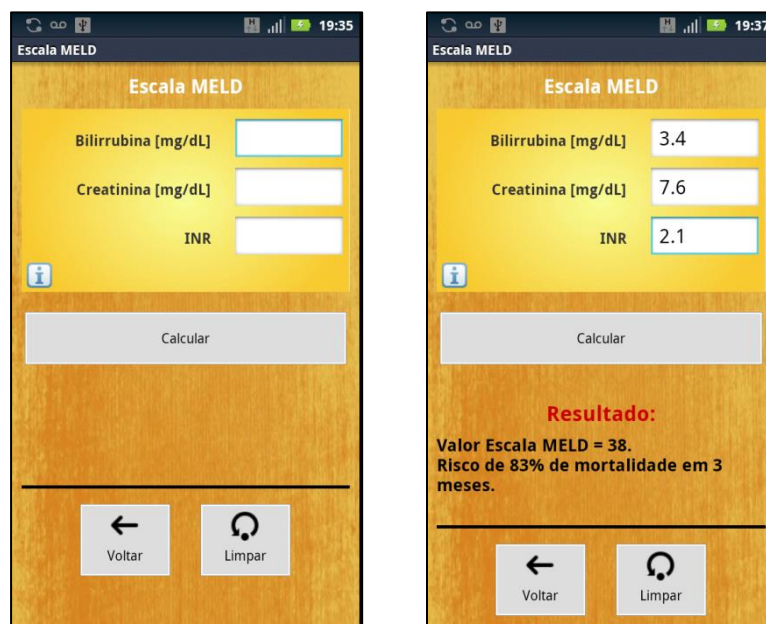 19:35
Escala MELD
Escala MELD
Bilirrubina [mg/dL]
Creatinina [mg/dL]
INR
Calcular
Voltar
Limpar
19:37
Escala MELD
Escala MELD
Bilirrubina [mg/dL] 3.4
Creatinina [mg/dL] 7.6
INR 2.1
Calcular
Resultado:
Valor Escala MELD = 38.
Risco de 83% de mortalidade em 3
meses.
Voltar
Limpar